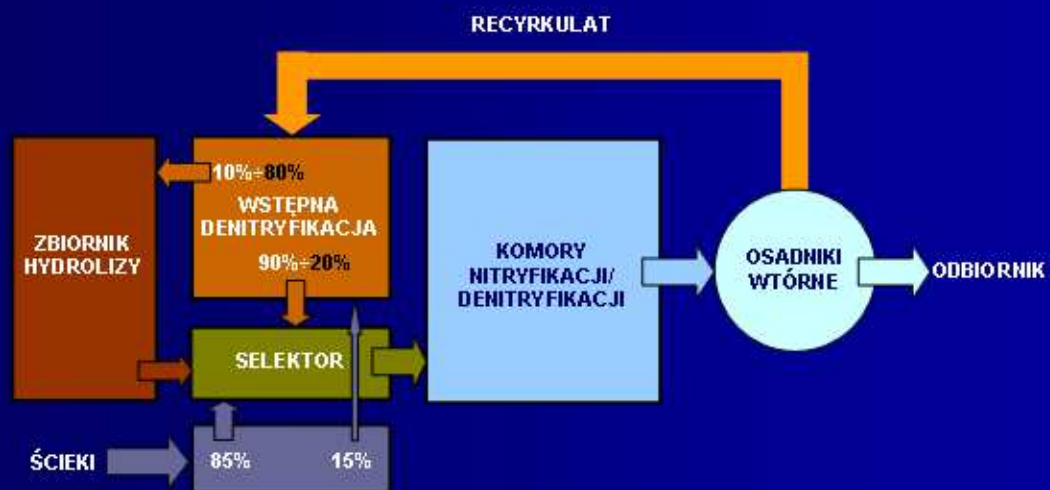 RECYRKULAT
10%÷80%
WSTĘPNA
DENITRYFIKACJA
90%÷20%
ZBIORNIK
HYDROLIZY
KOMORY
NITRYFIKACJI/
DENITRYFIKACJI
OSADNIKI
WTÓRNE
ODBIORNIK
SELEKTOR
ŚCIEKI
85%
15%